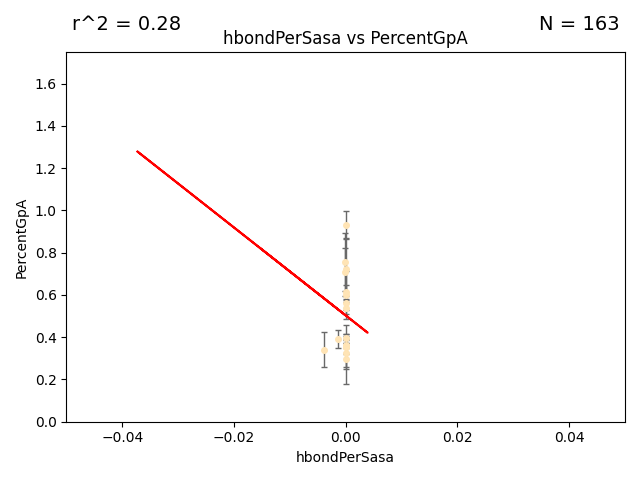 r^2 = 0.28
N = 163
hbondPerSasa vs PercentGpA
PercentGpA
1.6
1.4
1.2
1.0
0.8
0.6
0.4
0.2
0.0
−0.04
−0.02
0.00
0.02
0.04
hbondPerSasa